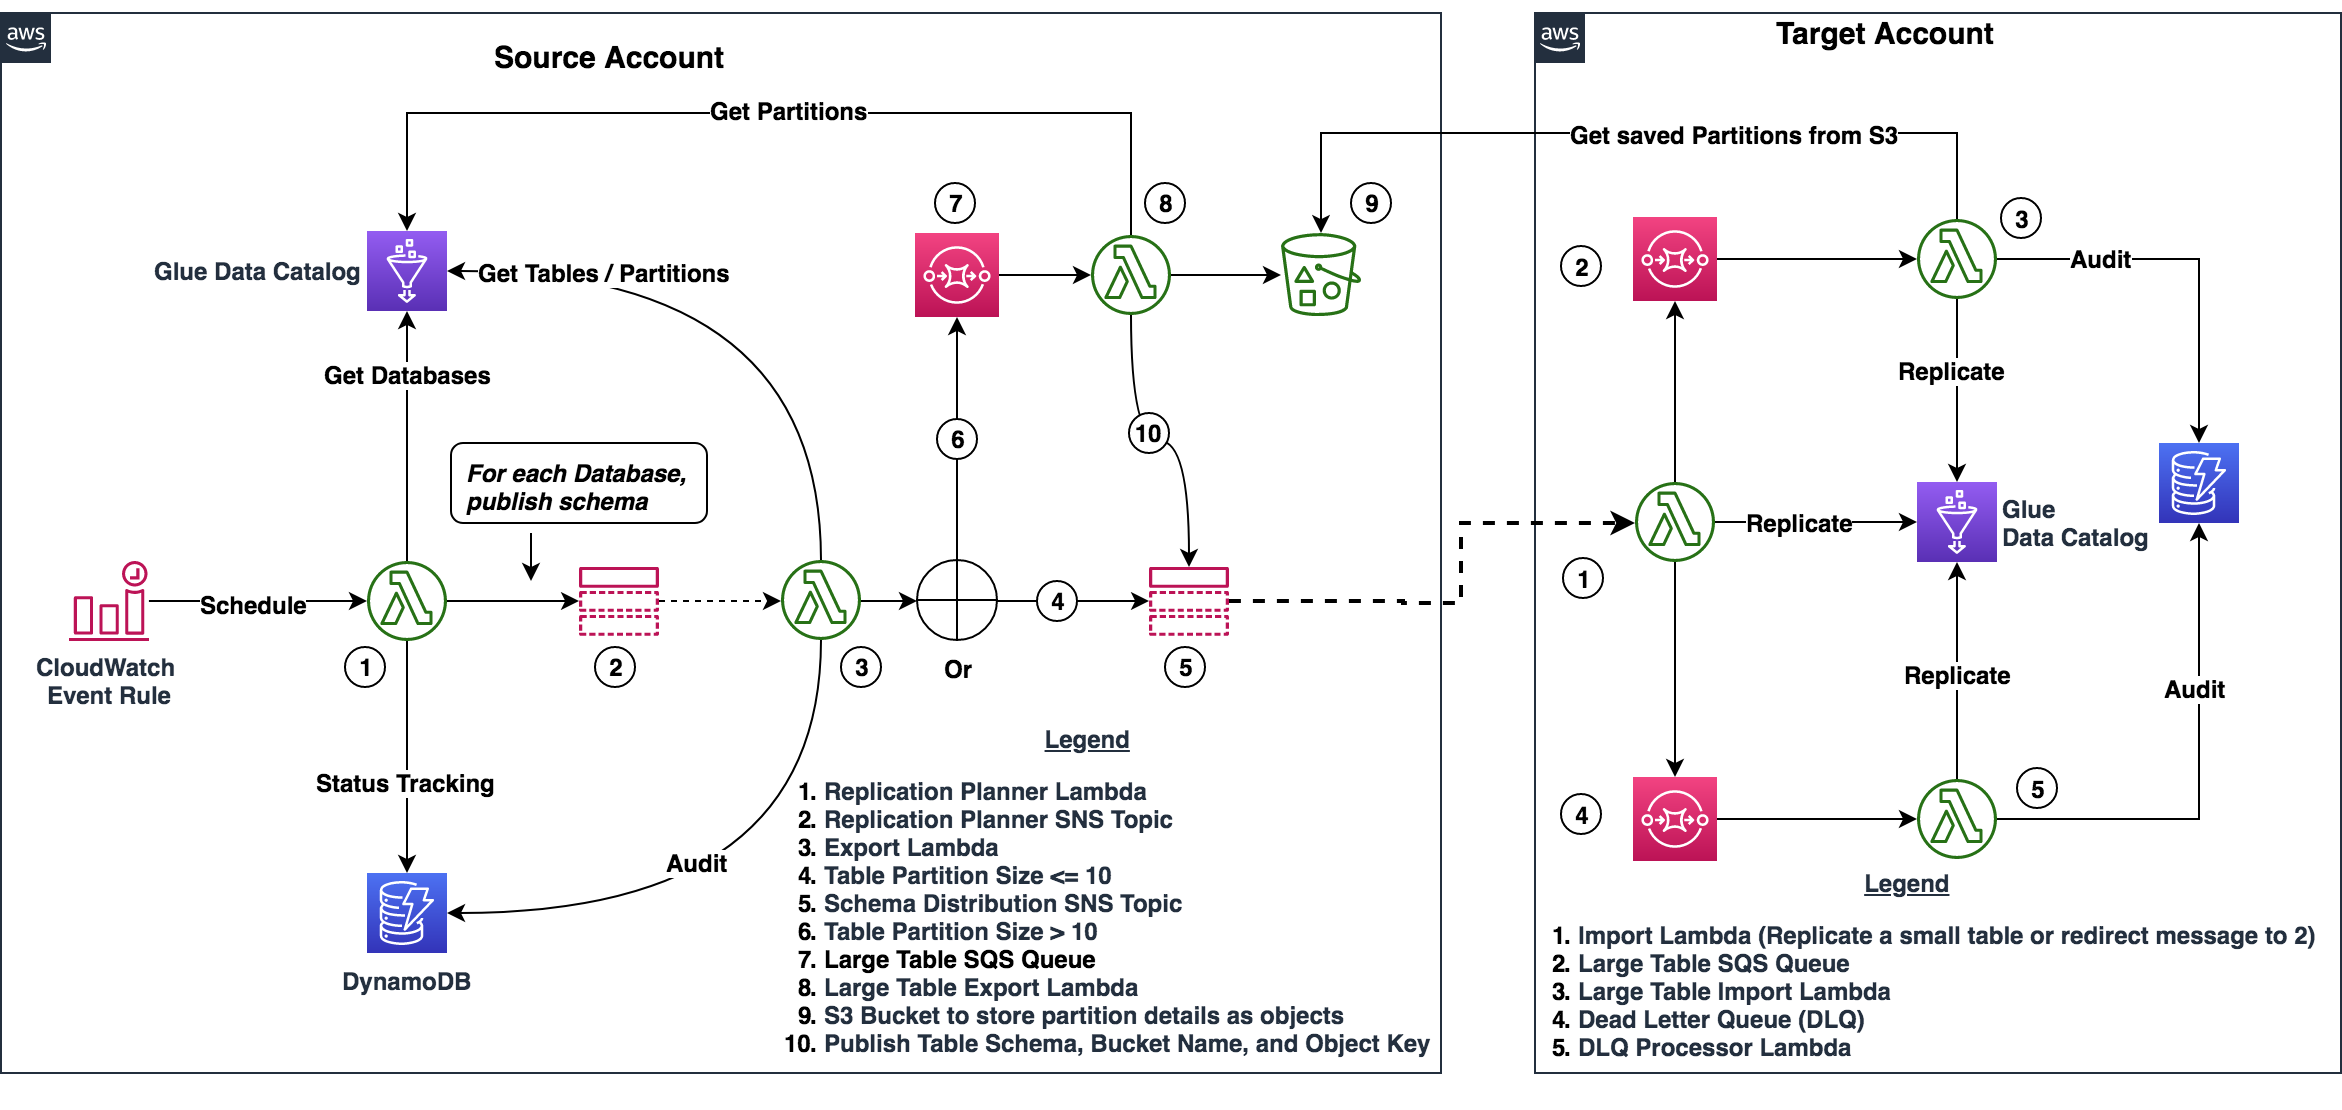 aws
Source Account
Get Partitions
7
8
9
Glue Data Catalog
Get Tables / Partitions
Get Databases
6
10
For each Database,
publish schema
Schedule
4
CloudWatch
Event Rule
1
2
3
Or
5
Status Tracking
Audit
DynamoDB
Legend
1. Replication Planner Lambda
2. Replication Planner SNS Topic
3. Export Lambda
4. Table Partition Size <= 10
5. Schema Distribution SNS Topic
6. Table Partition Size > 10
7. Large Table SQS Queue
8. Large Table Export Lambda
9. S3 Bucket to store partition details as objects
10. Publish Table Schema, Bucket Name, and Object Key
aws
Target Account
Get saved Partitions from S3
3
2
Audit
Replicate
Replicate
Glue
Data Catalog
1
Replicate
Audit
5
4
Legend
1. Import Lambda (Replicate a small table or redirect message to 2)
2. Large Table SQS Queue
3. Large Table Import Lambda
4. Dead Letter Queue (DLQ)
5. DLQ Processor Lambda